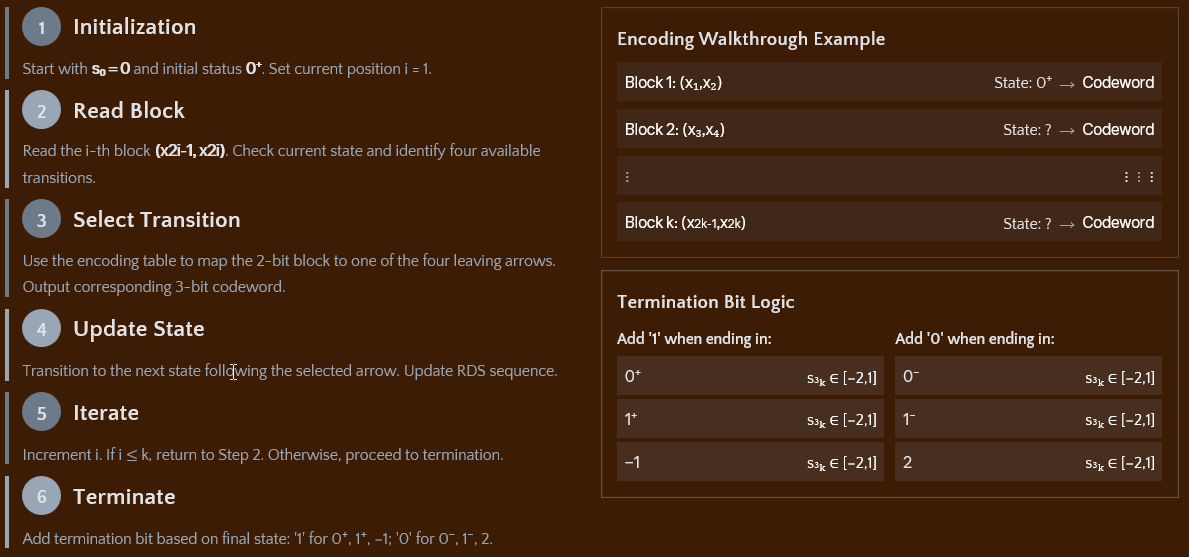 1 Initialization
Start with s₀ = 0 and initial status 0⁺. Set current position i = 1.
2 Read Block
Read the i-th block (x2i-1, x2i). Check current state and identify four available
transitions.
3 Select Transition
Use the encoding table to map the 2-bit block to one of the four leaving arrows.
Output corresponding 3-bit codeword.
4 Update State
Transition to the next state following the selected arrow. Update RDS sequence.
5 Iterate
Increment i. If i ≤ k, return to Step 2. Otherwise, proceed to termination.
6 Terminate
Add termination bit based on final state: '1' for 0⁺, 1⁺, −1; '0' for 0⁻, 1⁻, 2.
Encoding Walkthrough Example
Block 1: (x₁,x₂) State: 0⁺ → Codeword
Block 2: (x₃,x₄) State: ? → Codeword
⋮ ⋮ ⋮ ⋮
Block k: (x2k-1,x2k) State: ? → Codeword
Termination Bit Logic
Add '1' when ending in: Add '0' when ending in:
0⁺ s₃ₖ ∈ [−2,1] 0⁻ s₃ₖ ∈ [−2,1]
1⁺ s₃ₖ ∈ [−2,1] 1⁻ s₃ₖ ∈ [−2,1]
−1 s₃ₖ ∈ [−2,1] 2 s₃ₖ ∈ [−2,1]